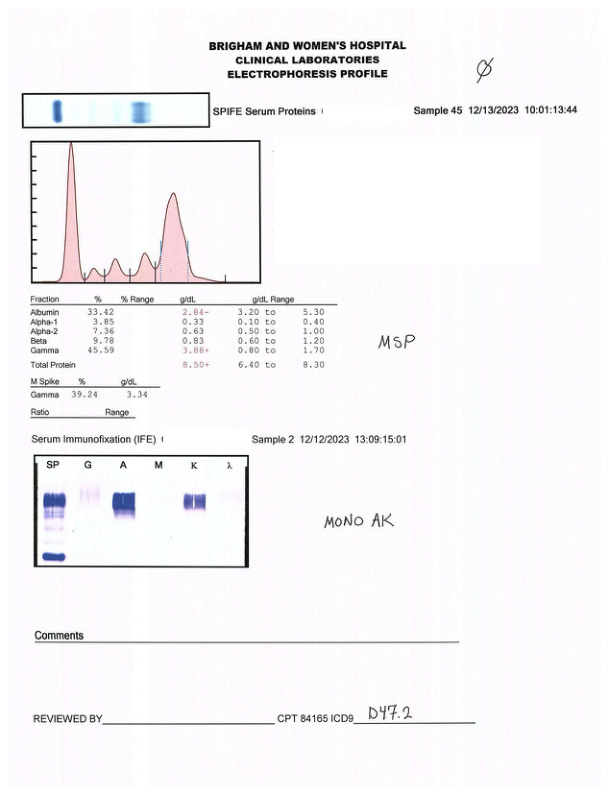 BRIGHAM AND WOMEN'S HOSPITAL
CLINICAL LABORATORIES
ELECTROPHORESIS PROFILE
Ø
SPIFE Serum Proteins Sample 45 12/13/2023 10:01:13:44
Fraction % % Range g/dL g/dL Range
Albumin 33.42 2.84- 3.20 to 5.30
Alpha-1 3.85 0.33 0.10 to 0.40
Alpha-2 7.36 0.63 0.50 to 1.00
Beta 9.78 0.83 0.60 to 1.20
Gamma 45.59 3.88+ 0.80 to 1.70
Total Protein 8.50+ 6.40 to 8.30
MSP
M Spike % g/dL
Gamma 39.24 3.34
Ratio Range
Serum Immunofixation (IFE) Sample 2 12/12/2023 13:09:15:01
SP G A M K λ
MONO AK
Comments
REVIEWED BY CPT 84165 ICD9 D47.2